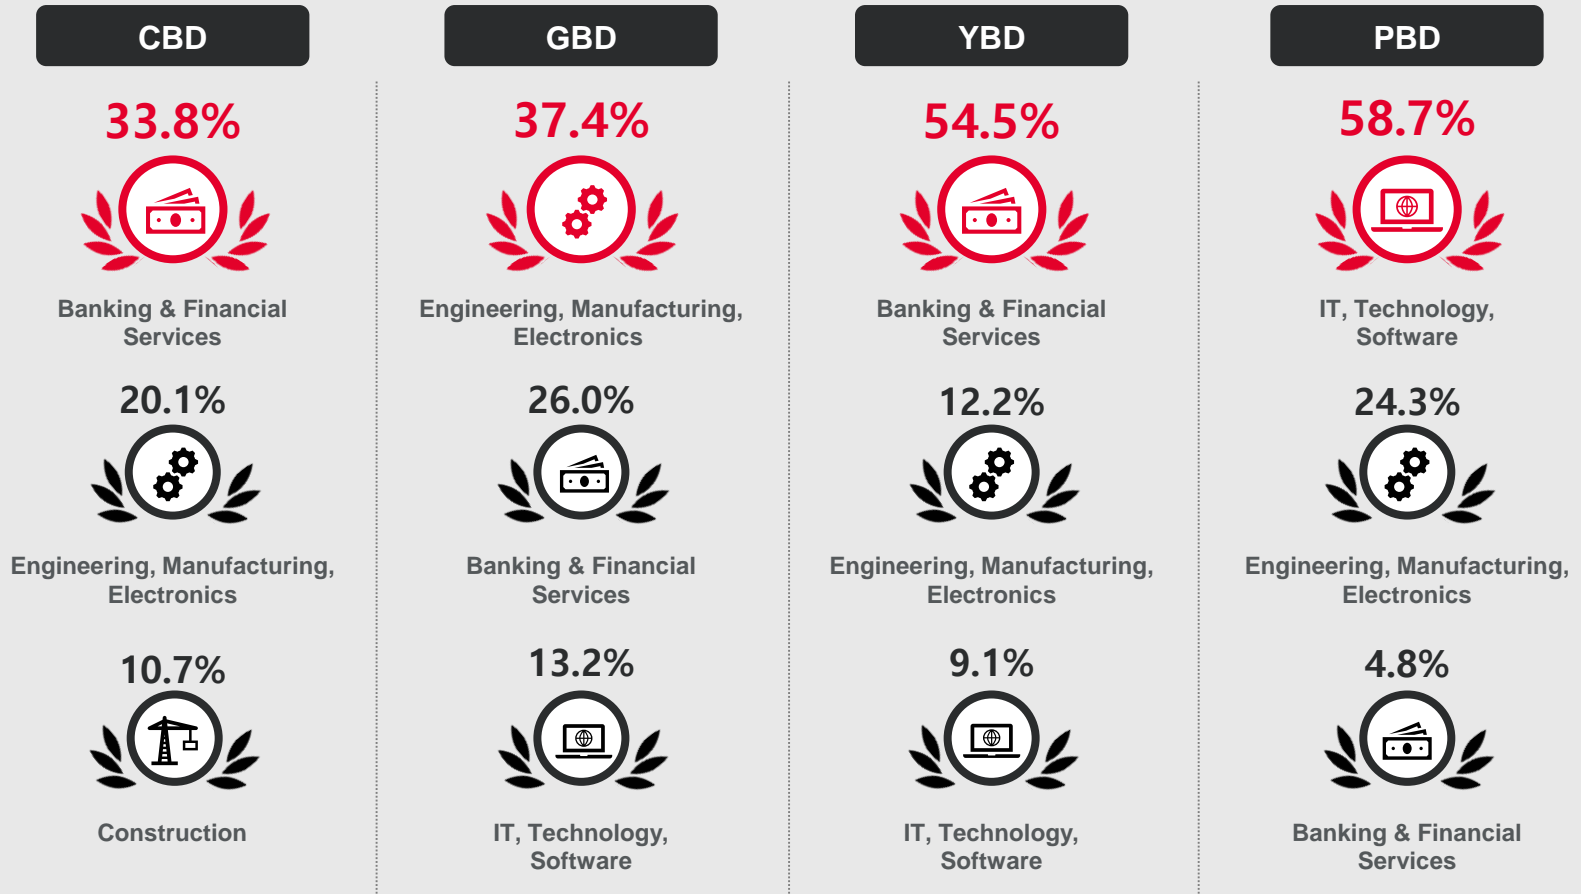 CBD
33.8%
Banking & Financial
Services
20.1%
Engineering, Manufacturing,
Electronics
10.7%
Construction
GBD
37.4%
Engineering, Manufacturing,
Electronics
26.0%
Banking & Financial
Services
13.2%
IT, Technology,
Software
YBD
54.5%
Banking & Financial
Services
12.2%
Engineering, Manufacturing,
Electronics
9.1%
IT, Technology,
Software
PBD
58.7%
IT, Technology,
Software
24.3%
Engineering, Manufacturing,
Electronics
4.8%
Banking & Financial
Services